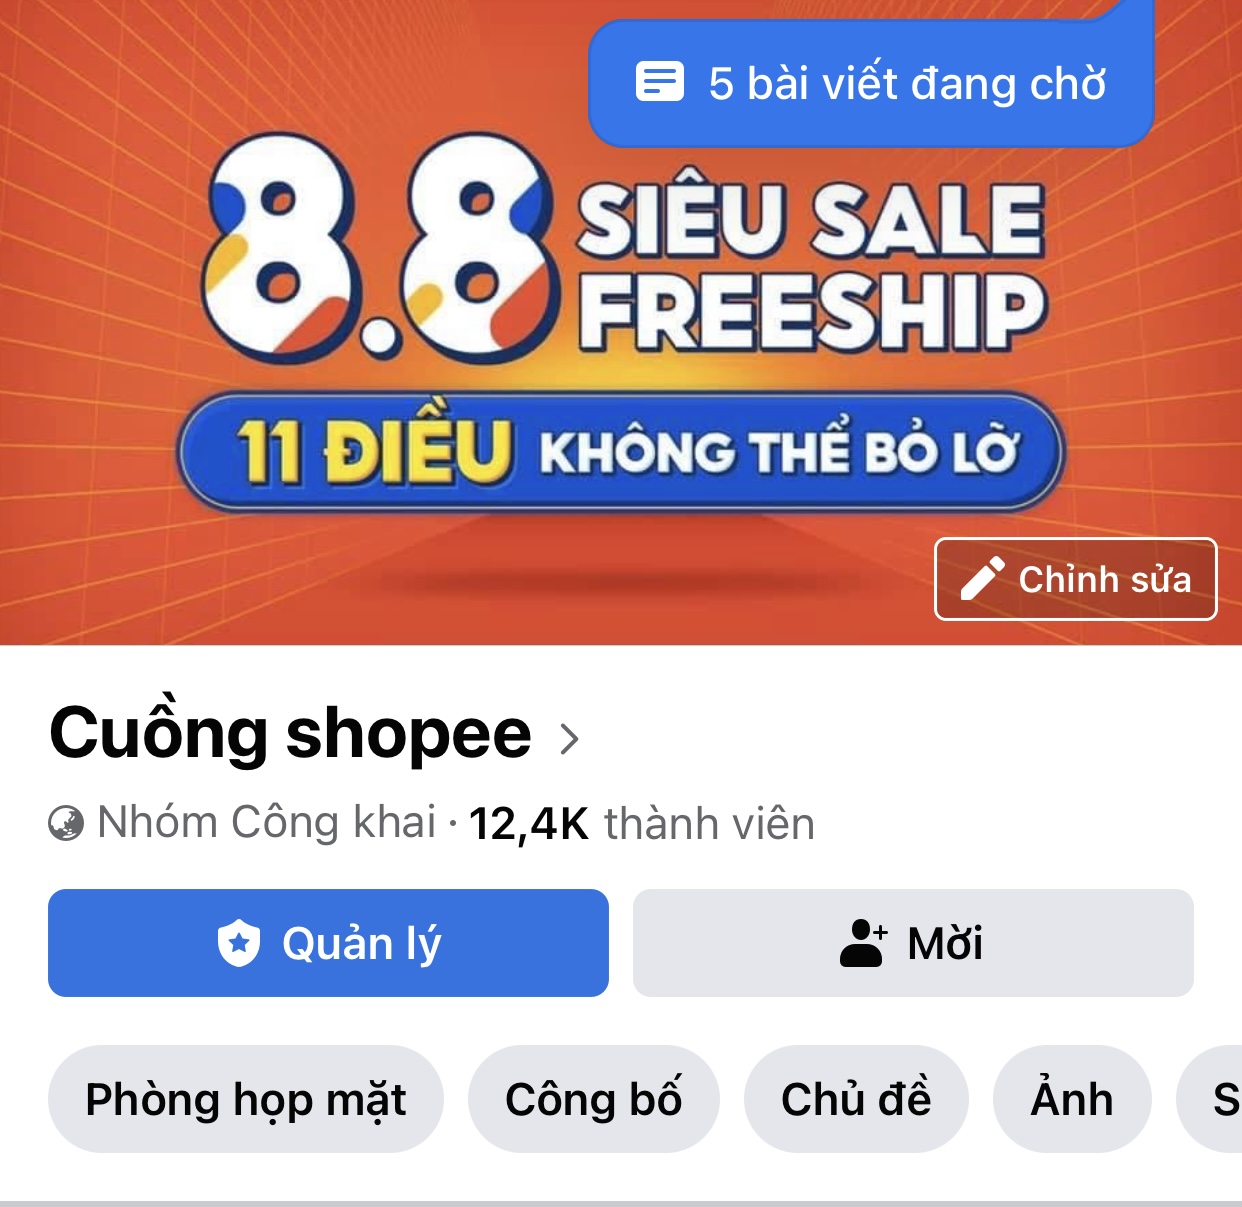 5 bài viết đang chờ
8.8 SIÊU SALE
FREESHIP
11 ĐIỀU KHÔNG THỂ BỎ LỠ
Chỉnh sửa
Cuồng shopee
Nhóm Công khai · 12,4K thành viên
Quản lý
Mời
Phòng họp mặt
Công bố
Chủ đề
Ảnh
S